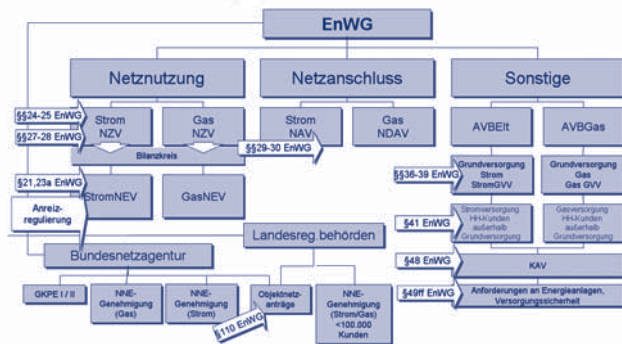 EnWG
Netznutzung
Netzanschluss
Sonstige
§§24-25 EnWG
§§27-28 EnWG
Strom
NZV
Gas
NZV
Strom
NAV
Gas
NDAV
AVBElt
AVBGas
Bilanzkreis
§§29-30 EnWG
§§36-39 EnWG
Grundversorgung
Strom
StromGVV
Grundversorgung
Gas
Gas GVV
§21,23a EnWG
StromNEV
GasNEV
Anreiz-
regulierung
§41 EnWG
Stromversorgung
HH-Kunden
außerhalb
Grundversorgung
Gasversorgung
HH-Kunden
außerhalb
Grundversorgung
Landesreg behörden
Bundesnetzagentur
§48 EnWG
KAV
§49ff EnWG
Anforderungen an Energieanlagen,
Versorgungssicherheit
GKPE I / II
NNE-
Genehmigung
(Gas)
NNE-
Genehmigung
(Strom)
Objektnetz
anträge
NNE-
Genehmigung
(Strom/Gas)
<100.000
Kunden
§110 EnWG